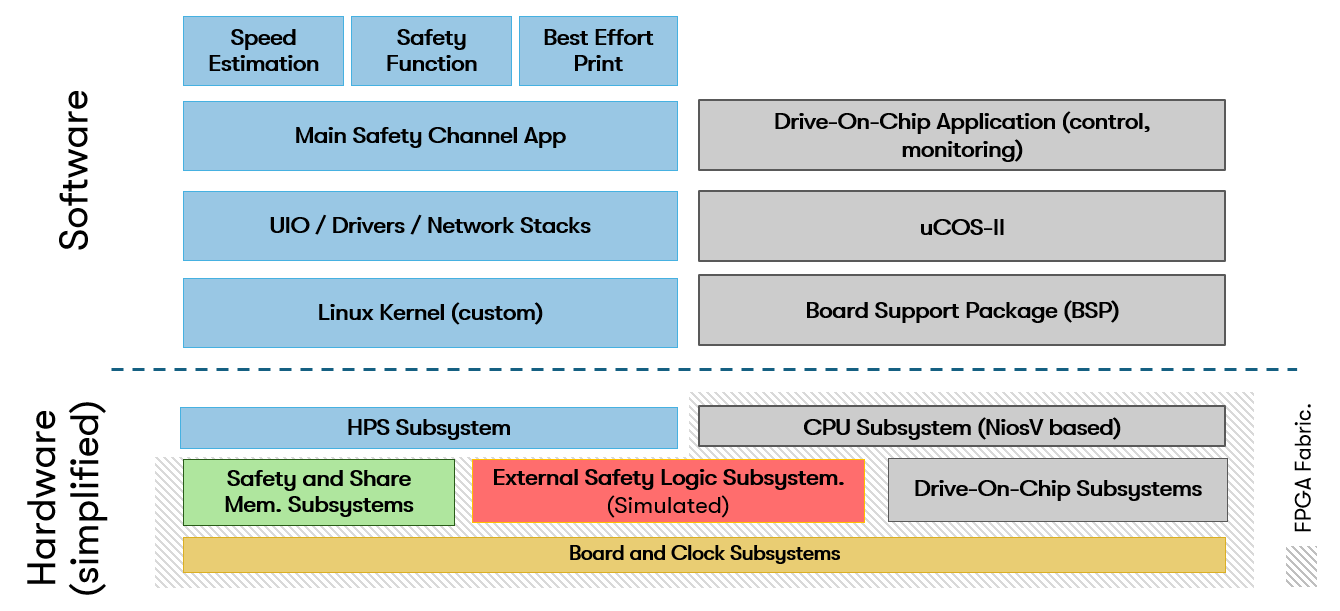 Software
Speed
Estimation
Safety
Function
Best Effort
Print
Main Safety Channel App
Drive-On-Chip Application (control,
monitoring)
UIO / Drivers / Network Stacks
uCOS-II
Linux Kernel (custom)
Board Support Package (BSP)
Hardware
(simplified)
HPS Subsystem
CPU Subsystem (NiosV based)
Safety and Share
Mem. Subsystems
External Safety Logic Subsystem.
(Simulated)
Drive-On-Chip Subsystems
Board and Clock Subsystems
FPGA Fabric.